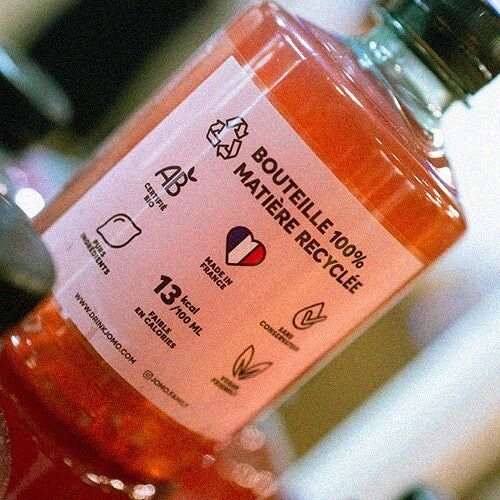 BOUTEILLE 100%
MATIÈRE RECYCLÉE
AB
CERTIFIÉ
BIO
MADE IN
FRANCE
SANS
CONSERVATEURS
PURS
INGRÉDIENTS
13 kcal
/100 ML
FAIBLE
EN CALORIES
VEGAN
FRIENDLY
WWW.DRINKJOMO.COM
@JOMO.FAMILY